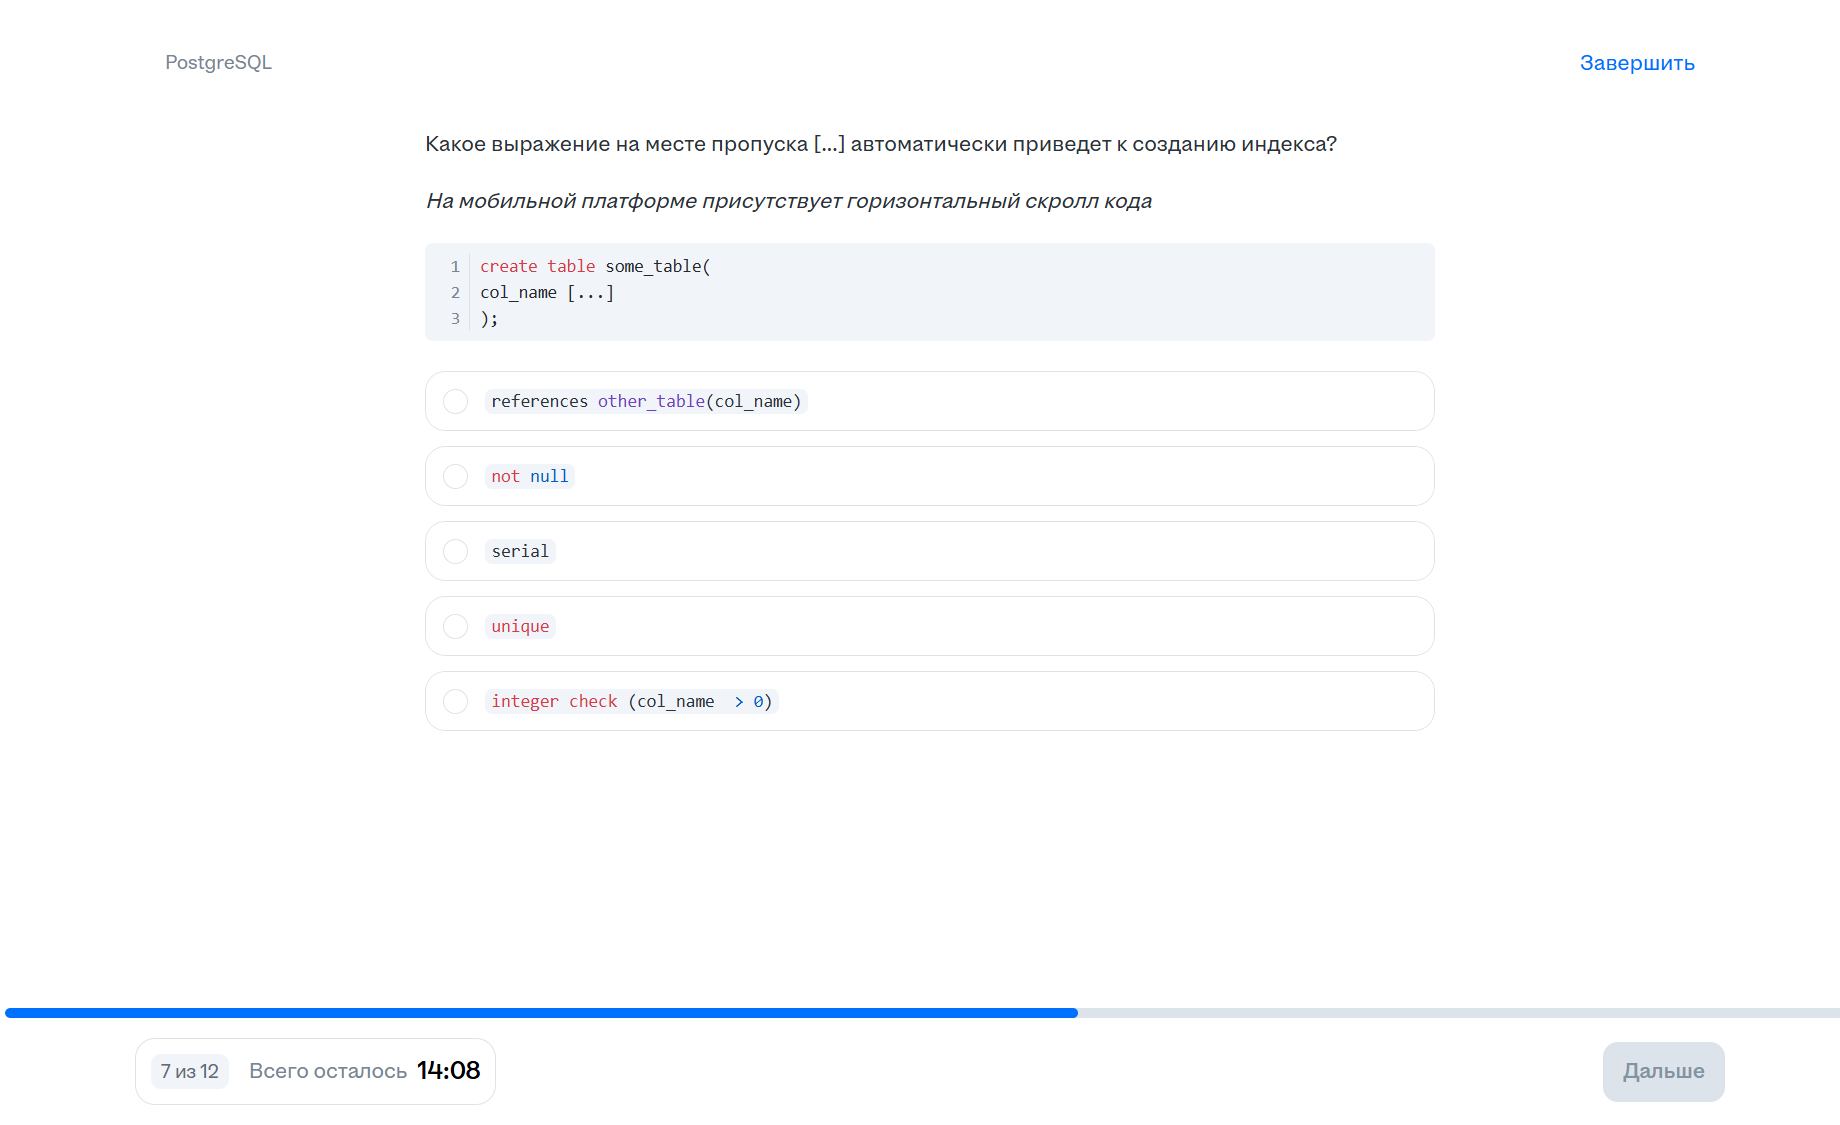 PostgreSQL
Завершить
Какое выражение на месте пропуска [...] автоматически приведет к созданию индекса?
На мобильной платформе присутствует горизонтальный скролл кода
1 create table some_table(
2 col_name [...]
3 );
references other_table(col_name)
not null
serial
unique
integer check (col_name  > 0)
7 из 12 Всего осталось 14:08
Дальше